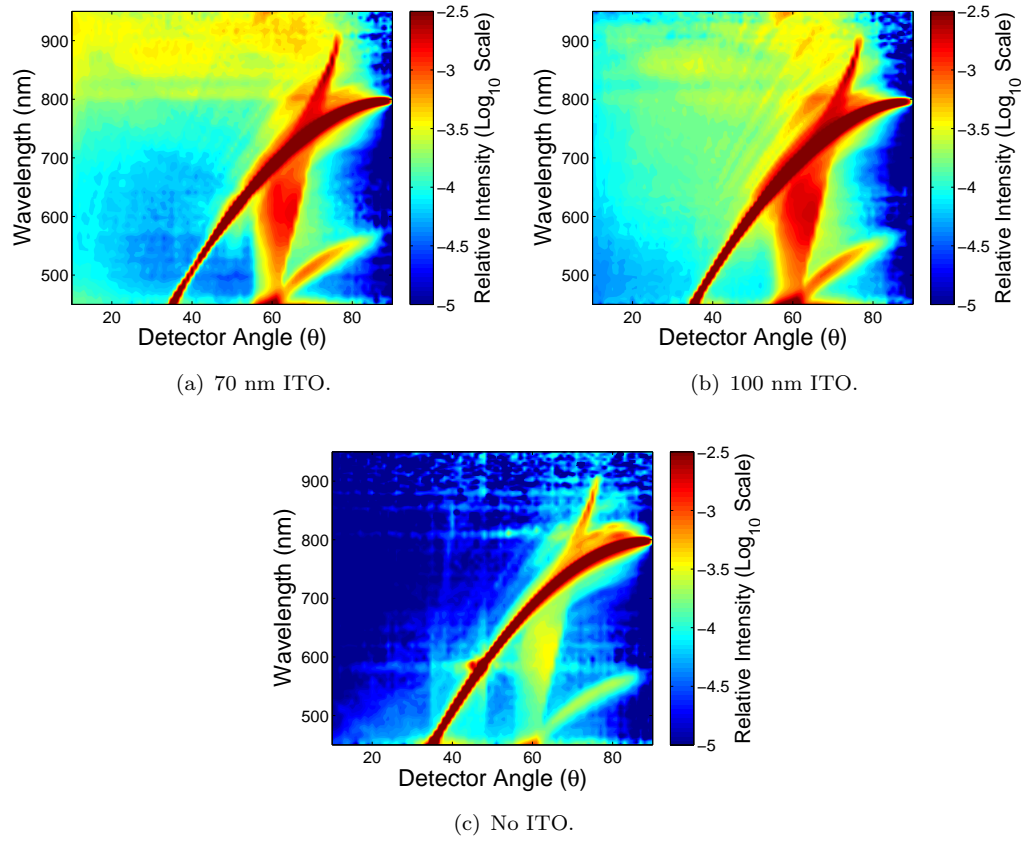 900
800
700
600
500
Wavelength (nm)
20 40 60 80
Detector Angle (θ)
−2.5
−3
−3.5
−4
−4.5
−5
Relative Intensity (Log10 Scale)
(a) 70 nm ITO.
900
800
700
600
500
Wavelength (nm)
20 40 60 80
Detector Angle (θ)
−2.5
−3
−3.5
−4
−4.5
−5
Relative Intensity (Log10 Scale)
(b) 100 nm ITO.
900
800
700
600
500
Wavelength (nm)
20 40 60 80
Detector Angle (θ)
−2.5
−3
−3.5
−4
−4.5
−5
Relative Intensity (Log10 Scale)
(c) No ITO.